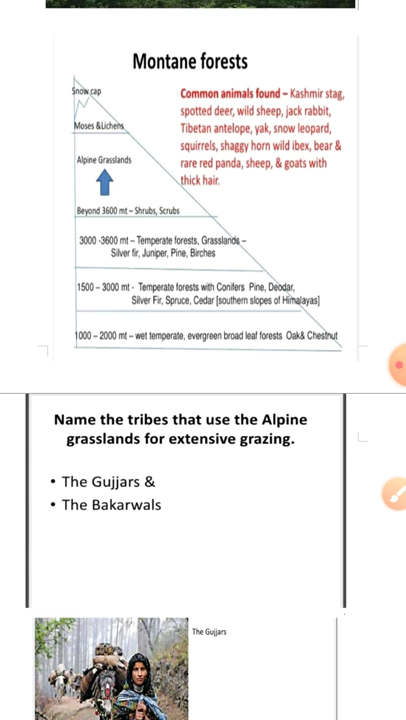 Montane forests
Snow cap
Common animals found – Kashmir stag,
spotted deer, wild sheep, jack rabbit,
Tibetan antelope, yak, snow leopard,
squirrels, shaggy horn wild ibex, bear &
rare red panda, sheep, & goats with
thick hair.
Moses &Lichens
Alpine Grasslands
Beyond 3600 mt – Shrubs, Scrubs
3000 -3600 mt – Temperate forests, Grasslands –
Silver fir, Juniper, Pine, Birches
1500 – 3000 mt - Temperate forests with Conifers Pine, Deodar,
Silver Fir, Spruce, Cedar [southern slopes of Himalayas]
1000 – 2000 mt – wet temperate, evergreen broad leaf forests Oak& Chestnut
Name the tribes that use the Alpine
grasslands for extensive grazing.
• The Gujjars &
• The Bakarwals
The Gujjars